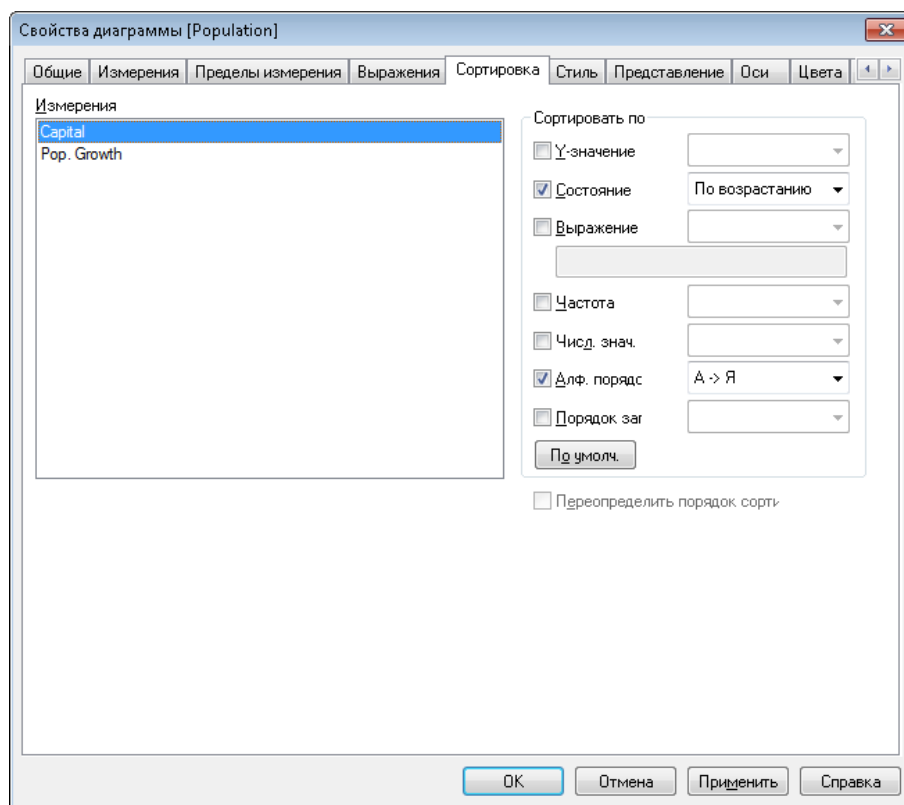 Свойства диаграммы [Population]
Общие Измерения Пределы измерения Выражения Сортировка Стиль Представление Оси Цвета
Измерения
Capital
Pop. Growth
Сортировать по
Y-значение
Состояние По возрастанию
Выражение
Частота
Числ. знач.
Алф. порядс А -> Я
Порядок заг
По умолч.
Переопределить порядок сорти
OK Отмена Применить Справка